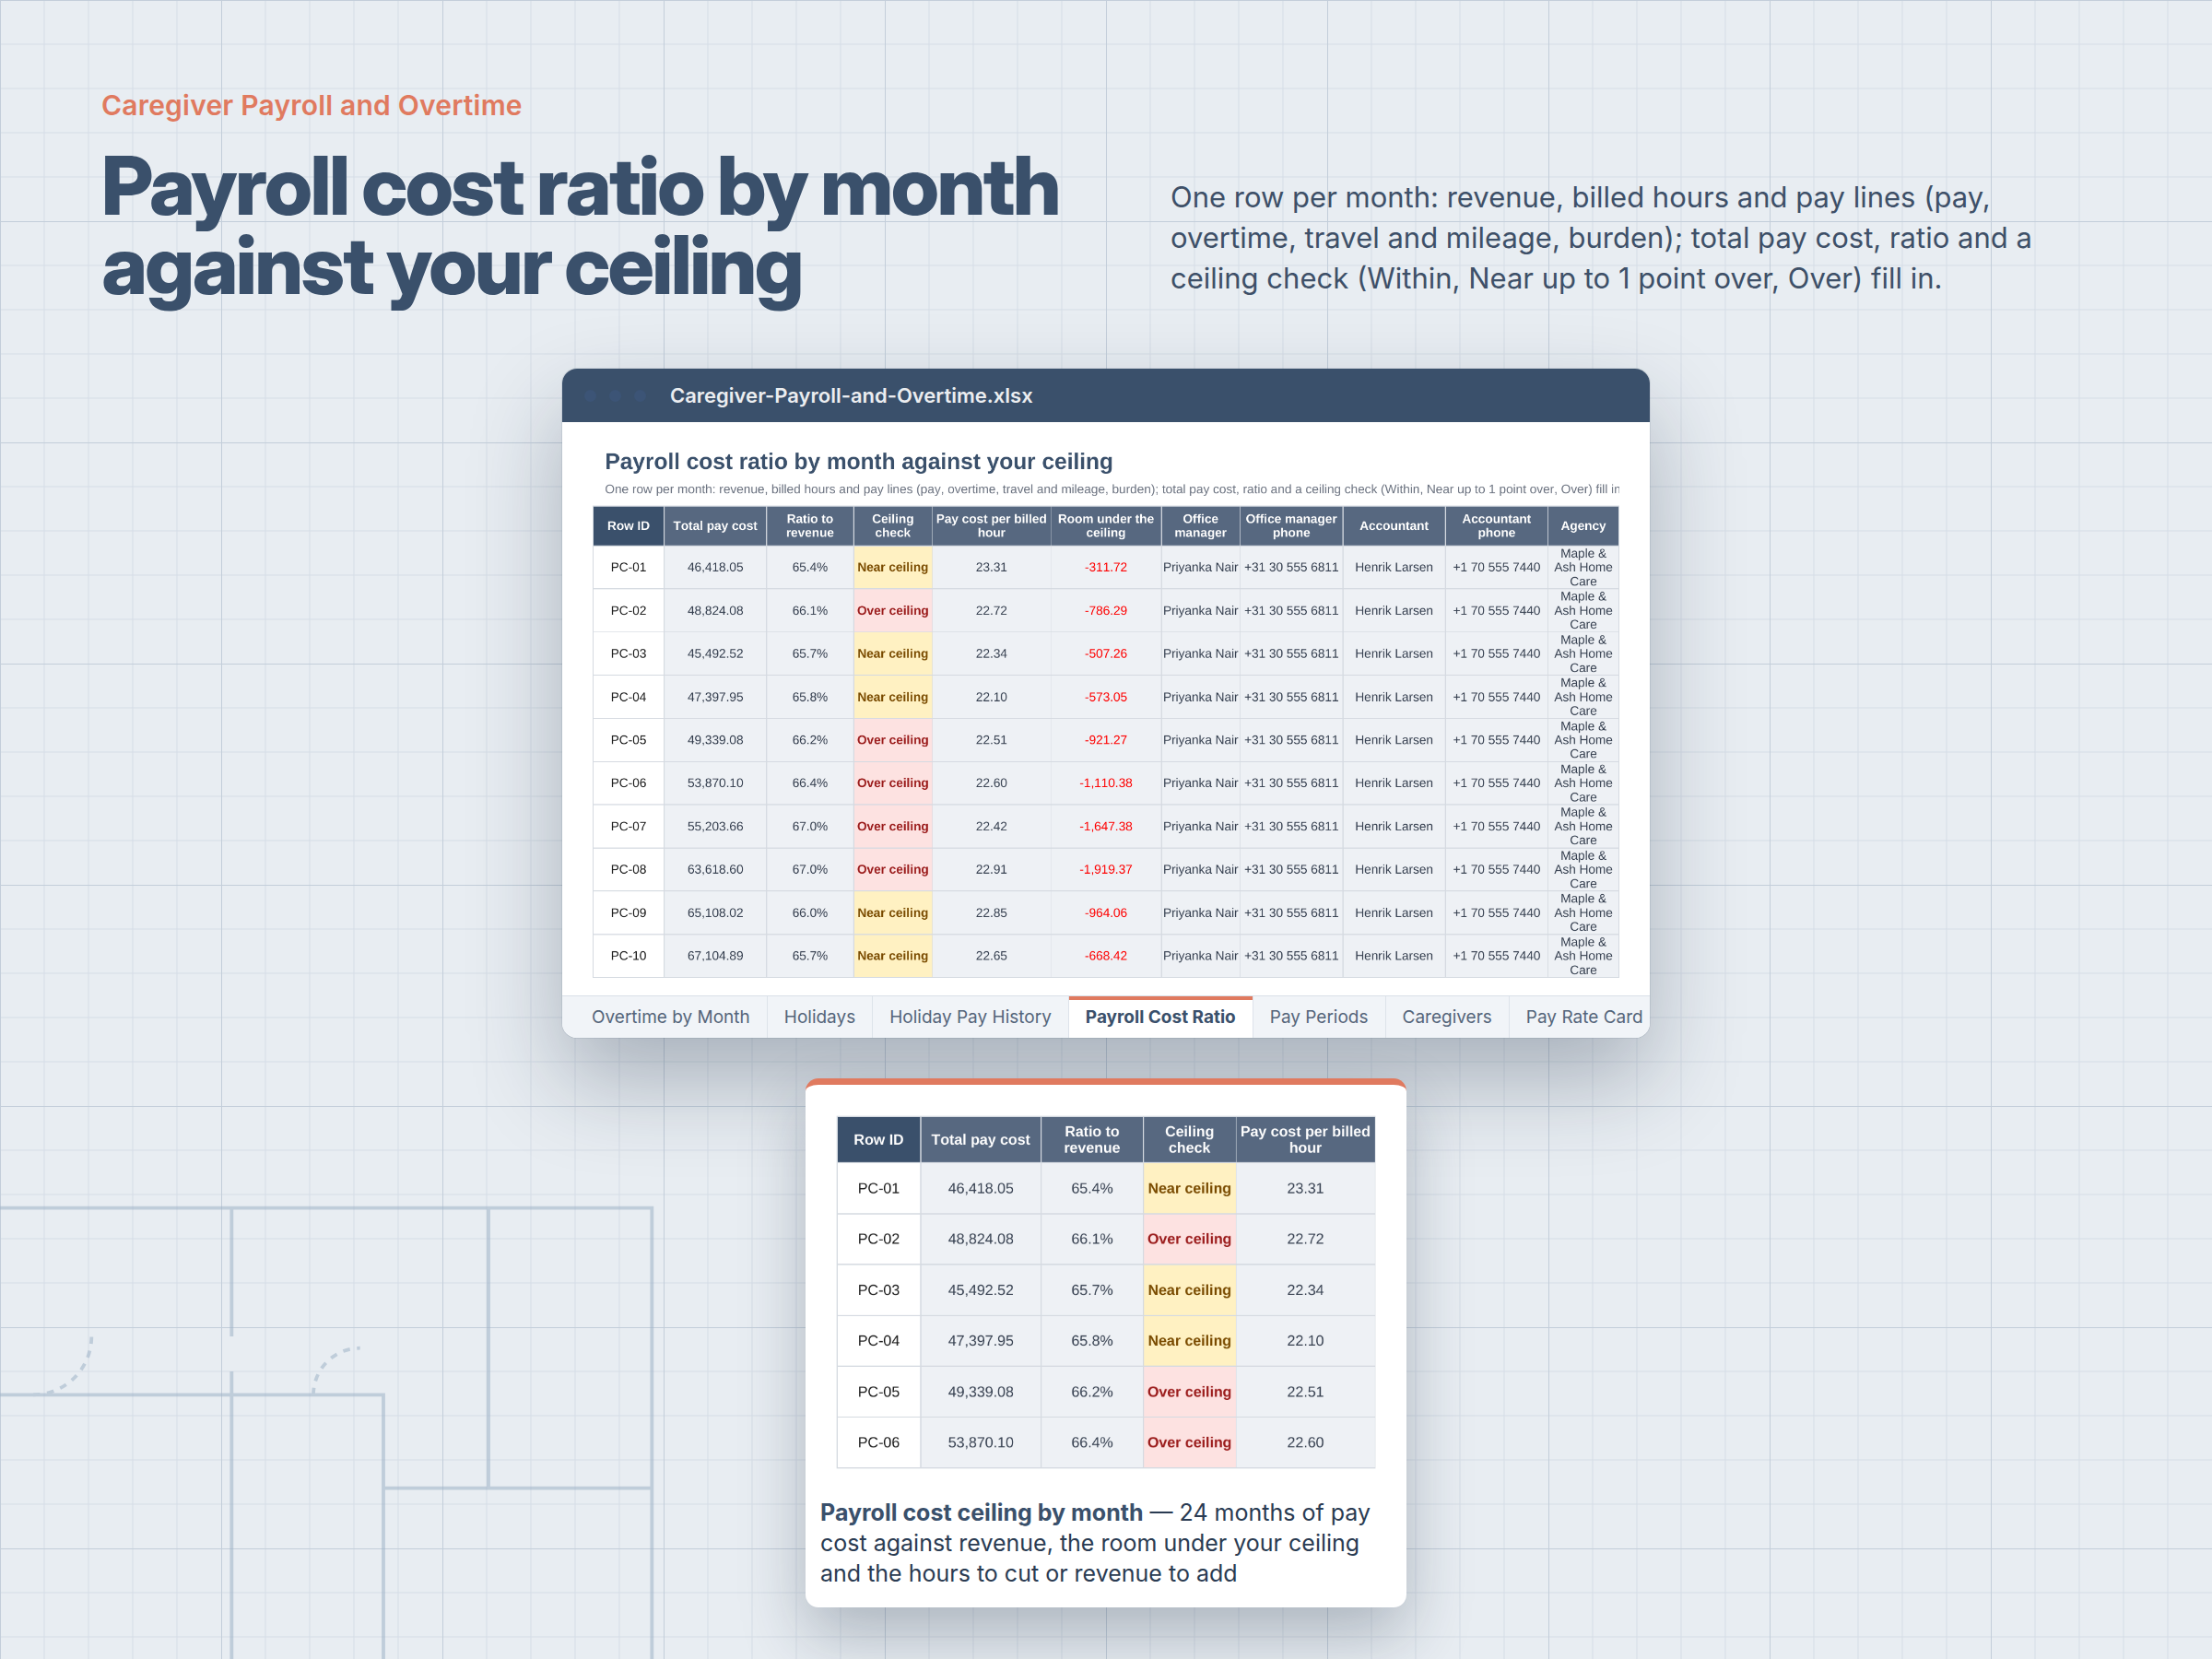 Caregiver Payroll and Overtime
Payroll cost ratio by month
against your ceiling
One row per month: revenue, billed hours and pay lines (pay,
overtime, travel and mileage, burden); total pay cost, ratio and a
ceiling check (Within, Near up to 1 point over, Over) fill in.
Caregiver-Payroll-and-Overtime.xlsx
Payroll cost ratio by month against your ceiling
One row per month: revenue, billed hours and pay lines (pay, overtime, travel and mileage, burden); total pay cost, ratio and a ceiling check (Within, Near up to 1 point over, Over) fill in
Row ID Total pay cost Ratio to revenue Ceiling check Pay cost per billed hour Room under the ceiling Office manager Office manager phone Accountant Accountant phone Agency
PC-01 46,418.05 65.4% Near ceiling 23.31 -311.72 Priyanka Nair +31 30 555 6811 Henrik Larsen +1 70 555 7440 Maple & Ash Home Care
PC-02 48,824.08 66.1% Over ceiling 22.72 -786.29 Priyanka Nair +31 30 555 6811 Henrik Larsen +1 70 555 7440 Maple & Ash Home Care
PC-03 45,492.52 65.7% Near ceiling 22.34 -507.26 Priyanka Nair +31 30 555 6811 Henrik Larsen +1 70 555 7440 Maple & Ash Home Care
PC-04 47,397.95 65.8% Near ceiling 22.10 -573.05 Priyanka Nair +31 30 555 6811 Henrik Larsen +1 70 555 7440 Maple & Ash Home Care
PC-05 49,339.08 66.2% Over ceiling 22.51 -921.27 Priyanka Nair +31 30 555 6811 Henrik Larsen +1 70 555 7440 Maple & Ash Home Care
PC-06 53,870.10 66.4% Over ceiling 22.60 -1,110.38 Priyanka Nair +31 30 555 6811 Henrik Larsen +1 70 555 7440 Maple & Ash Home Care
PC-07 55,203.66 67.0% Over ceiling 22.42 -1,647.38 Priyanka Nair +31 30 555 6811 Henrik Larsen +1 70 555 7440 Maple & Ash Home Care
PC-08 63,618.60 67.0% Over ceiling 22.91 -1,919.37 Priyanka Nair +31 30 555 6811 Henrik Larsen +1 70 555 7440 Maple & Ash Home Care
PC-09 65,108.02 66.0% Near ceiling 22.85 -964.06 Priyanka Nair +31 30 555 6811 Henrik Larsen +1 70 555 7440 Maple & Ash Home Care
PC-10 67,104.89 65.7% Near ceiling 22.65 -668.42 Priyanka Nair +31 30 555 6811 Henrik Larsen +1 70 555 7440 Maple & Ash Home Care
Overtime by Month Holidays Holiday Pay History Payroll Cost Ratio Pay Periods Caregivers Pay Rate Card
Row ID Total pay cost Ratio to revenue Ceiling check Pay cost per billed hour
PC-01 46,418.05 65.4% Near ceiling 23.31
PC-02 48,824.08 66.1% Over ceiling 22.72
PC-03 45,492.52 65.7% Near ceiling 22.34
PC-04 47,397.95 65.8% Near ceiling 22.10
PC-05 49,339.08 66.2% Over ceiling 22.51
PC-06 53,870.10 66.4% Over ceiling 22.60
Payroll cost ceiling by month — 24 months of pay
cost against revenue, the room under your ceiling
and the hours to cut or revenue to add